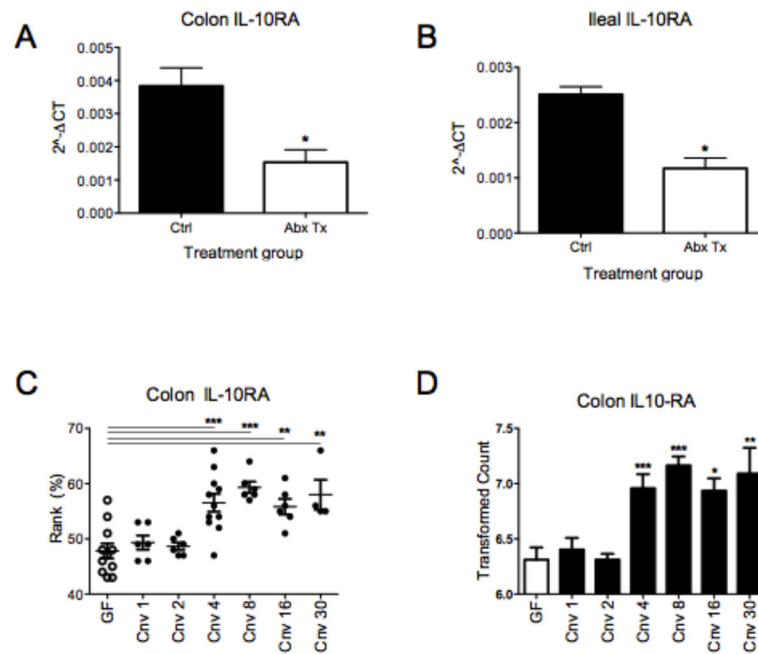 A
Colon IL-10RA
2^-ΔCT
0.005
0.004
0.003
0.002
0.001
0.000
*
Ctrl
Abx Tx
Treatment group
B
Ileal IL-10RA
2^-ΔCT
0.003
0.002
0.001
0.000
*
Ctrl
Abx Tx
Treatment group
C
Colon IL-10RA
Rank (%)
70
60
50
40
*** *** ** **
GF
Cnv 1
Cnv 2
Cnv 4
Cnv 8
Cnv 16
Cnv 30
D
Colon IL10-RA
Transformed Count
7.5
7.0
6.5
6.0
*** *** * **
GF
Cnv 1
Cnv 2
Cnv 4
Cnv 8
Cnv 16
Cnv 30